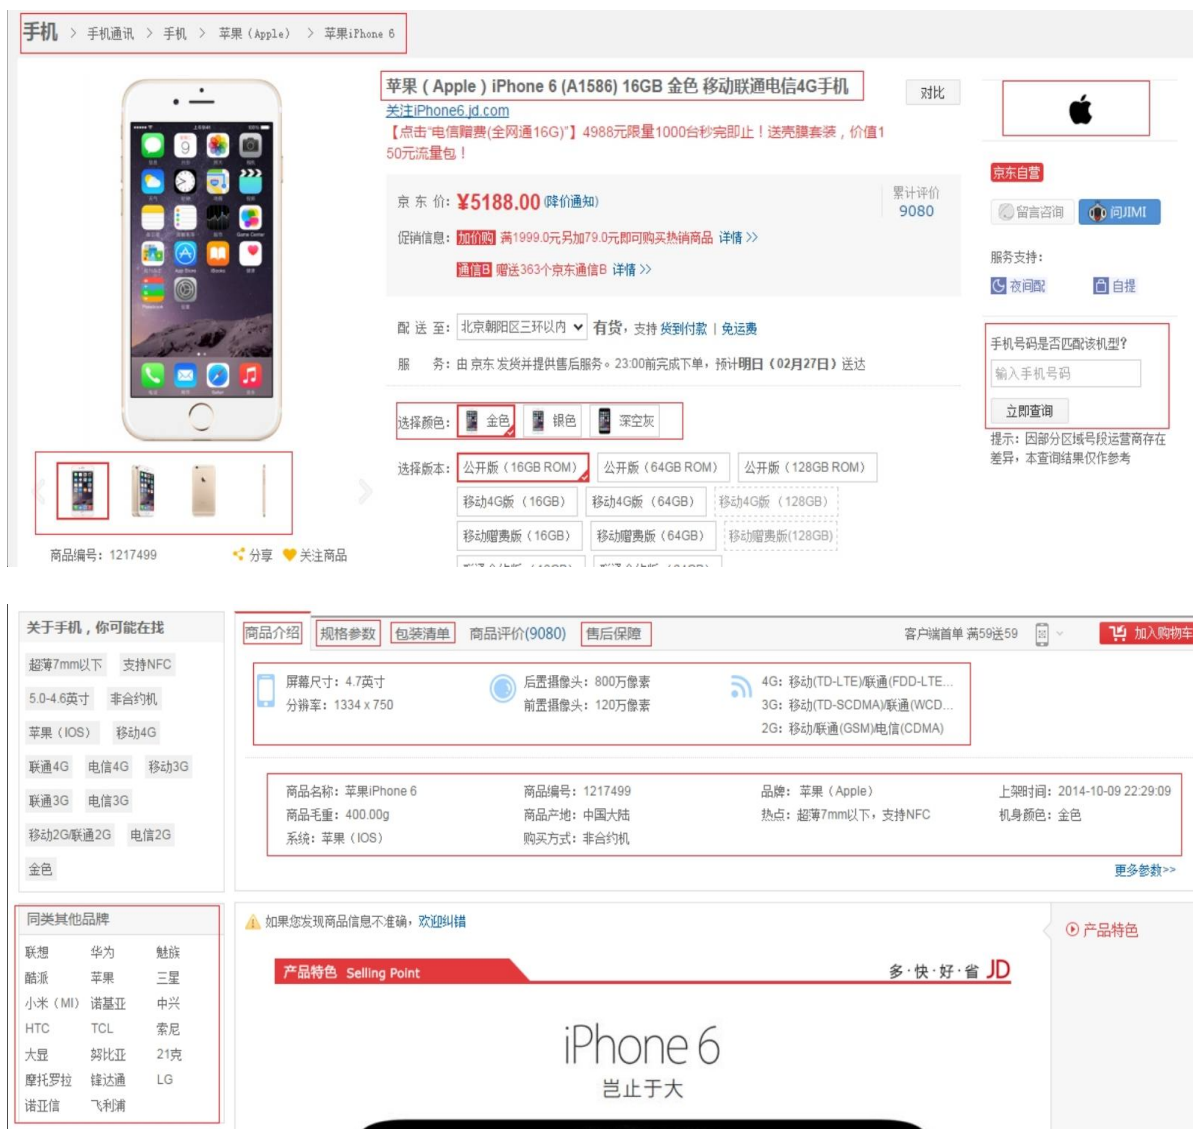 手机 > 手机通讯 > 手机 > 苹果（Apple） > 苹果iPhone 6
苹果（Apple）iPhone 6 (A1586) 16GB 金色 移动联通电信4G手机
对比
关注iPhone6.jd.com
【点击“电信赠费(全网通16G)”】4988元限量1000台秒完即止！送壳膜套装，价值1
50元流量包！
京东自营
京 东 价：¥5188.00(降价通知)
累计评价
9080
留言咨询 问JIMI
促销信息：加价购 满1999.0元另加79.0元即可购买热销商品 详情 >>
通信B 赠送363个京东通信B 详情 >>
服务支持：
夜间配 自提
配 送 至：北京朝阳区三环以内 有货，支持 货到付款 | 免运费
服 务：由 京东 发货并提供售后服务。23:00前完成下单，预计明日（02月27日）送达
手机号码是否匹配该机型?
输入手机号码
立即查询
提示：因部分区域号段运营商存在
差异，本查询结果仅作参考
选择颜色： 金色 银色 深空灰
选择版本：公开版（16GB ROM） 公开版（64GB ROM） 公开版（128GB ROM）
移动4G版（16GB） 移动4G版（64GB） 移动4G版（128GB）
移动赠费版（16GB） 移动赠费版（64GB） 移动赠费版(128GB)
商品编号：1217499 分享 关注商品
关于手机，你可能在找
超薄7mm以下 支持NFC
5.0-4.6英寸 非合约机
苹果（IOS） 移动4G
联通4G 电信4G 移动3G
联通3G 电信3G
移动2G/联通2G 电信2G
金色
商品介绍 规格参数 包装清单 商品评价(9080) 售后保障
客户端首单 满59送59 加入购物车
屏幕尺寸：4.7英寸
分辨率：1334 x 750
后置摄像头：800万像素
前置摄像头：120万像素
4G：移动(TD-LTE)/联通(FDD-LTE...
3G：移动(TD-SCDMA)/联通(WCD...
2G：移动/联通(GSM)/电信(CDMA)
商品名称：苹果iPhone 6 商品编号：1217499 品牌：苹果（Apple） 上架时间：2014-10-09 22:29:09
商品毛重：400.00g 商品产地：中国大陆 热点：超薄7mm以下，支持NFC 机身颜色：金色
系统：苹果（IOS） 购买方式：非合约机
更多参数>>
同类其他品牌
联想 华为 魅族
酷派 苹果 三星
小米（MI） 诺基亚 中兴
HTC TCL 索尼
大显 努比亚 21克
摩托罗拉 锋达通 LG
诺亚信 飞利浦
如果您发现商品信息不准确，欢迎纠错
产品特色
产品特色 Selling Point
多·快·好·省 JD
iPhone 6
岂止于大